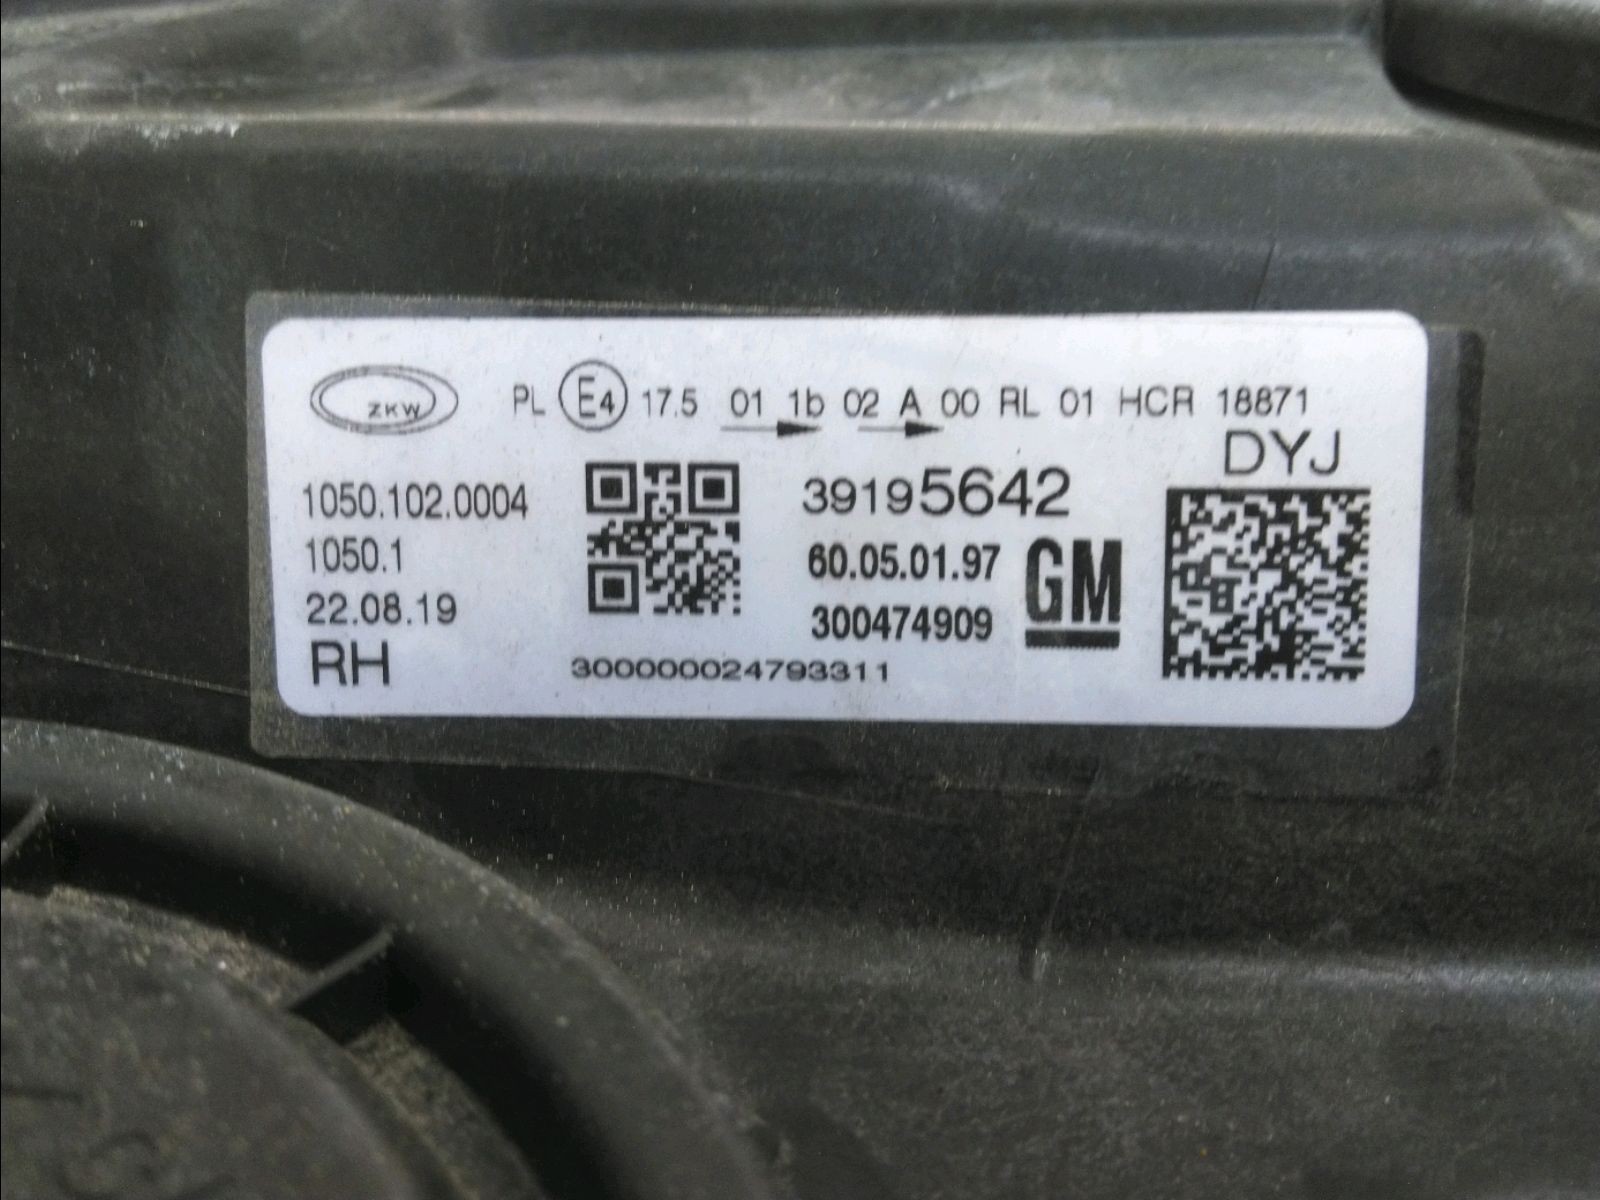 ZKW PL E4 17.5 01 1b 02 A 00 RL 01 HCR 18871
DYJ
1050.102.0004
1050.1
22.08.19
RH
39195642
60.05.01.97
300474909
GM
300000024793311